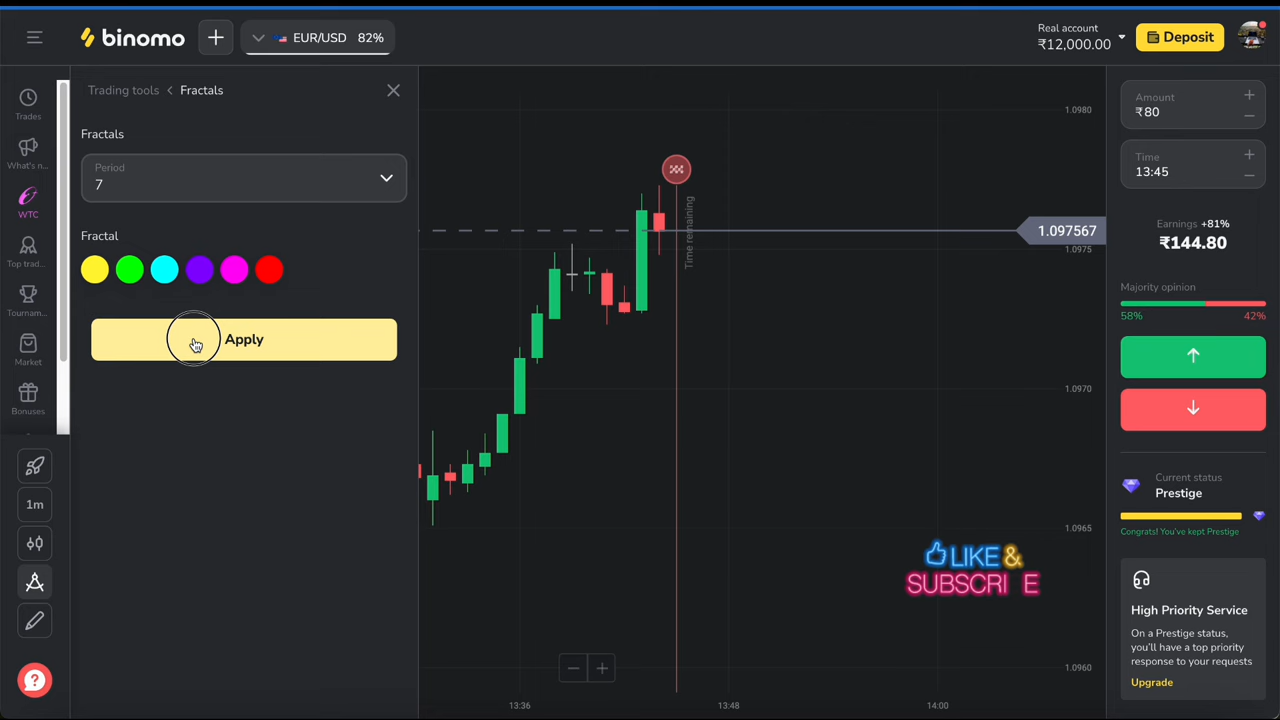 binomo
EUR/USD 82%
Real account
₹12,000.00
Deposit
Trades
What's n...
WTC
Top trad...
Tournam...
Market
Bonuses
1m
Trading tools < Fractals
Fractals
Period
7
Fractal
Apply
Time remaining
LIKE &
SUBSCRI E
1.0980
1.097567
1.0975
1.0970
1.0965
1.0960
13:36
13:48
14:00
Amount
₹80
Time
13:45
Earnings +81%
₹144.80
Majority opinion
58% 42%
Current status
Prestige
Congrats! You've kept Prestige
High Priority Service
On a Prestige status,
you'll have a top priority
response to your requests
Upgrade